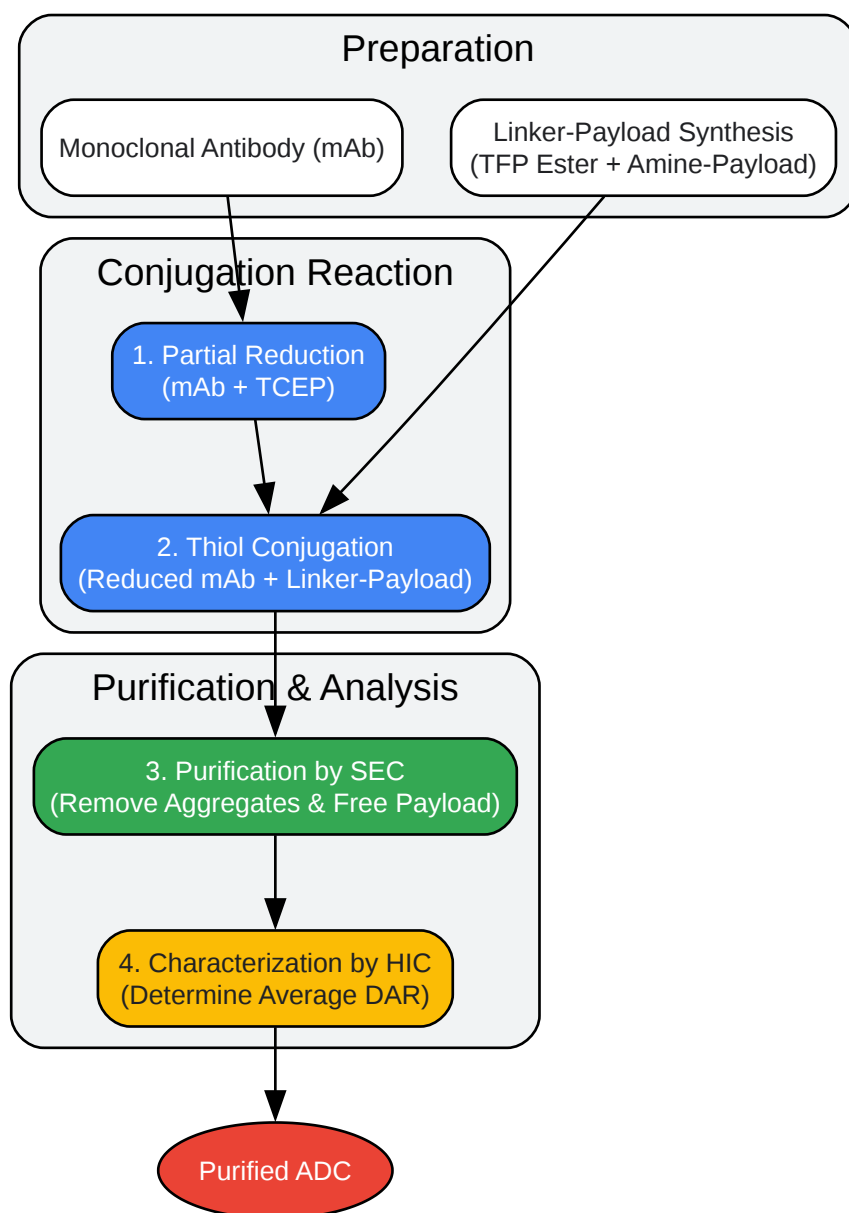 Preparation
Monoclonal Antibody (mAb)
Linker-Payload Synthesis
(TFP Ester + Amine-Payload)
Conjugation Reaction
1. Partial Reduction
(mAb + TCEP)
2. Thiol Conjugation
(Reduced mAb + Linker-Payload)
Purification & Analysis
3. Purification by SEC
(Remove Aggregates & Free Payload)
4. Characterization by HIC
(Determine Average DAR)
Purified ADC